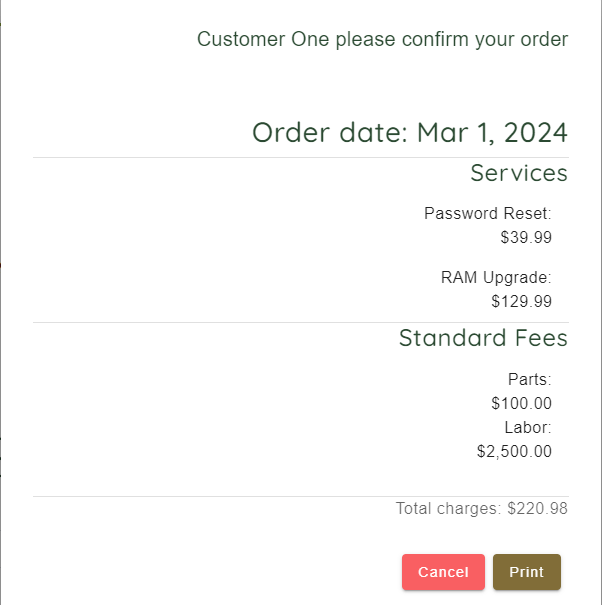 Customer One please confirm your order
Order date: Mar 1, 2024
Services
Password Reset:
$39.99
RAM Upgrade:
$129.99
Standard Fees
Parts:
$100.00
Labor:
$2,500.00
Total charges: $220.98
Cancel
Print